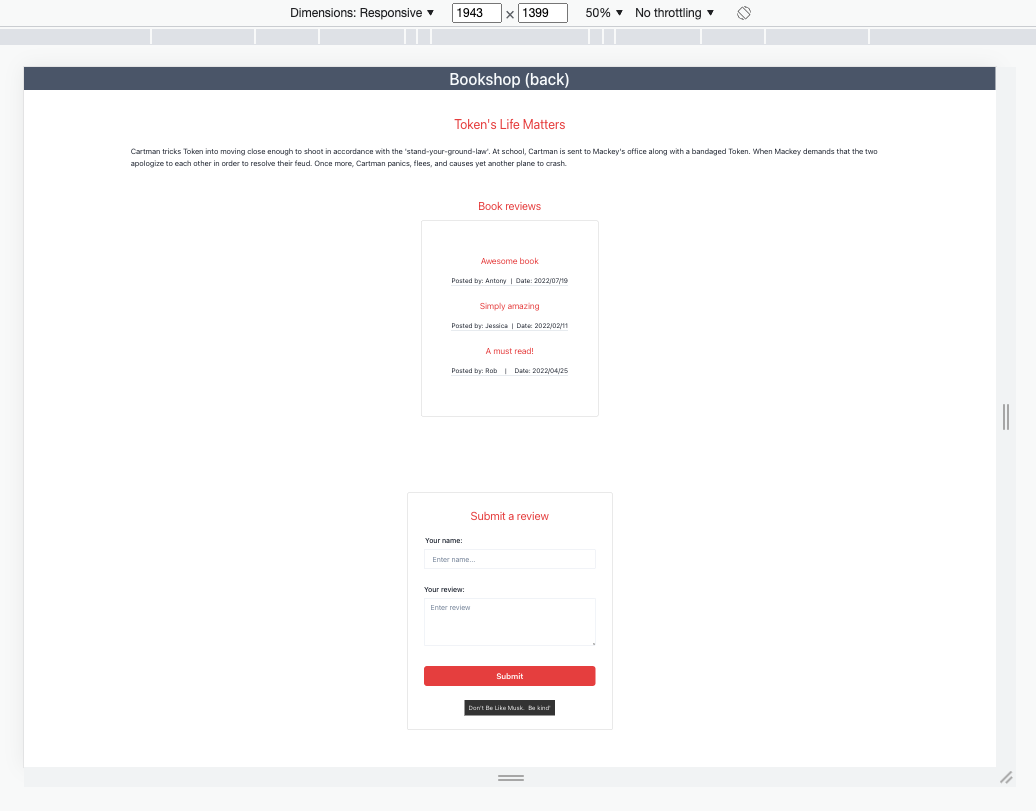 Dimensions: Responsive ▼ 1943 × 1399 50% ▼ No throttling ▼
Bookshop (back)
Token's Life Matters
Cartman tricks Token into moving close enough to shoot in accordance with the 'stand-your-ground-law'. At school, Cartman is sent to Mackey's office along with a bandaged Token. When Mackey demands that the two
apologize to each other in order to resolve their feud. Once more, Cartman panics, flees, and causes yet another plane to crash.
Book reviews
Awesome book
Posted by: Antony | Date: 2022/07/19
Simply amazing
Posted by: Jessica | Date: 2022/02/11
A must read!
Posted by: Rob | Date: 2022/04/25
Submit a review
Your name:
Enter name...
Your review:
Enter review
Submit
Don't Be Like Musk. Be kind'